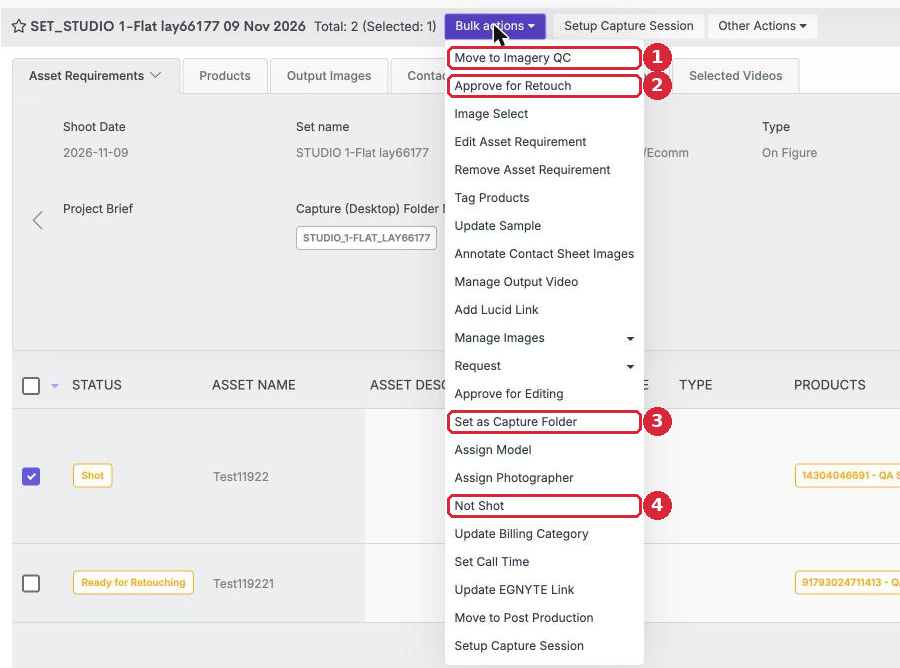 SET_STUDIO 1-Flat lay66177 09 Nov 2026 Total: 2 (Selected: 1) Bulk actions Setup Capture Session Other Actions
Asset Requirements Products Output Images Selected Videos
Move to Imagery QC 1
Approve for Retouch 2
Image Select
Edit Asset Requirement
Remove Asset Requirement
Tag Products
Update Sample
Annotate Contact Sheet Images
Manage Output Video
Add Lucid Link
Manage Images
Request
Approve for Editing
Set as Capture Folder 3
Assign Model
Assign Photographer
Not Shot 4
Update Billing Category
Set Call Time
Update EGNYTE Link
Move to Post Production
Setup Capture Session
Shoot Date Set name Type
2026-11-09 STUDIO 1-Flat lay66177 /Ecomm On Figure
Project Brief Capture (Desktop) Folder
STUDIO_1-FLAT_LAY66177
STATUS ASSET NAME ASSET TYPE PRODUCTS
Shot Test11922 14304046691 - QA
Ready for Retouching Test119221 91793024711413 -